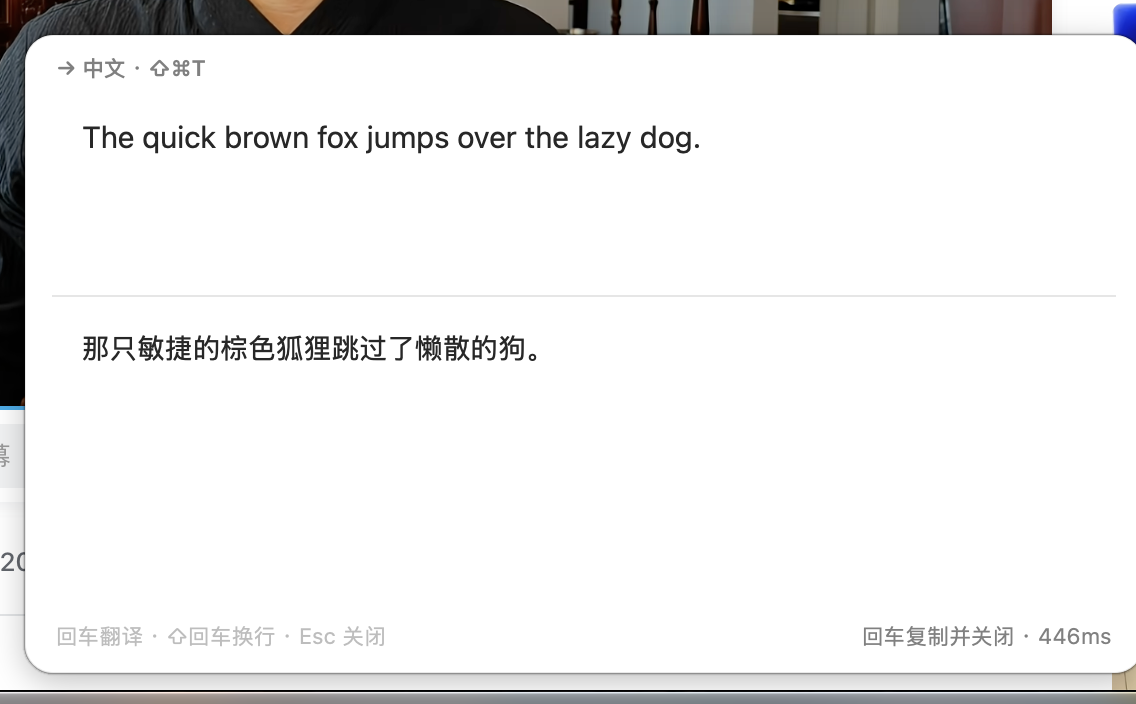 → 中文 · ⇧⌘T
The quick brown fox jumps over the lazy dog.
那只敏捷的棕色狐狸跳过了懒散的狗。
幕
20
回车翻译 · ⇧回车换行 · Esc 关闭
回车复制并关闭 · 446ms